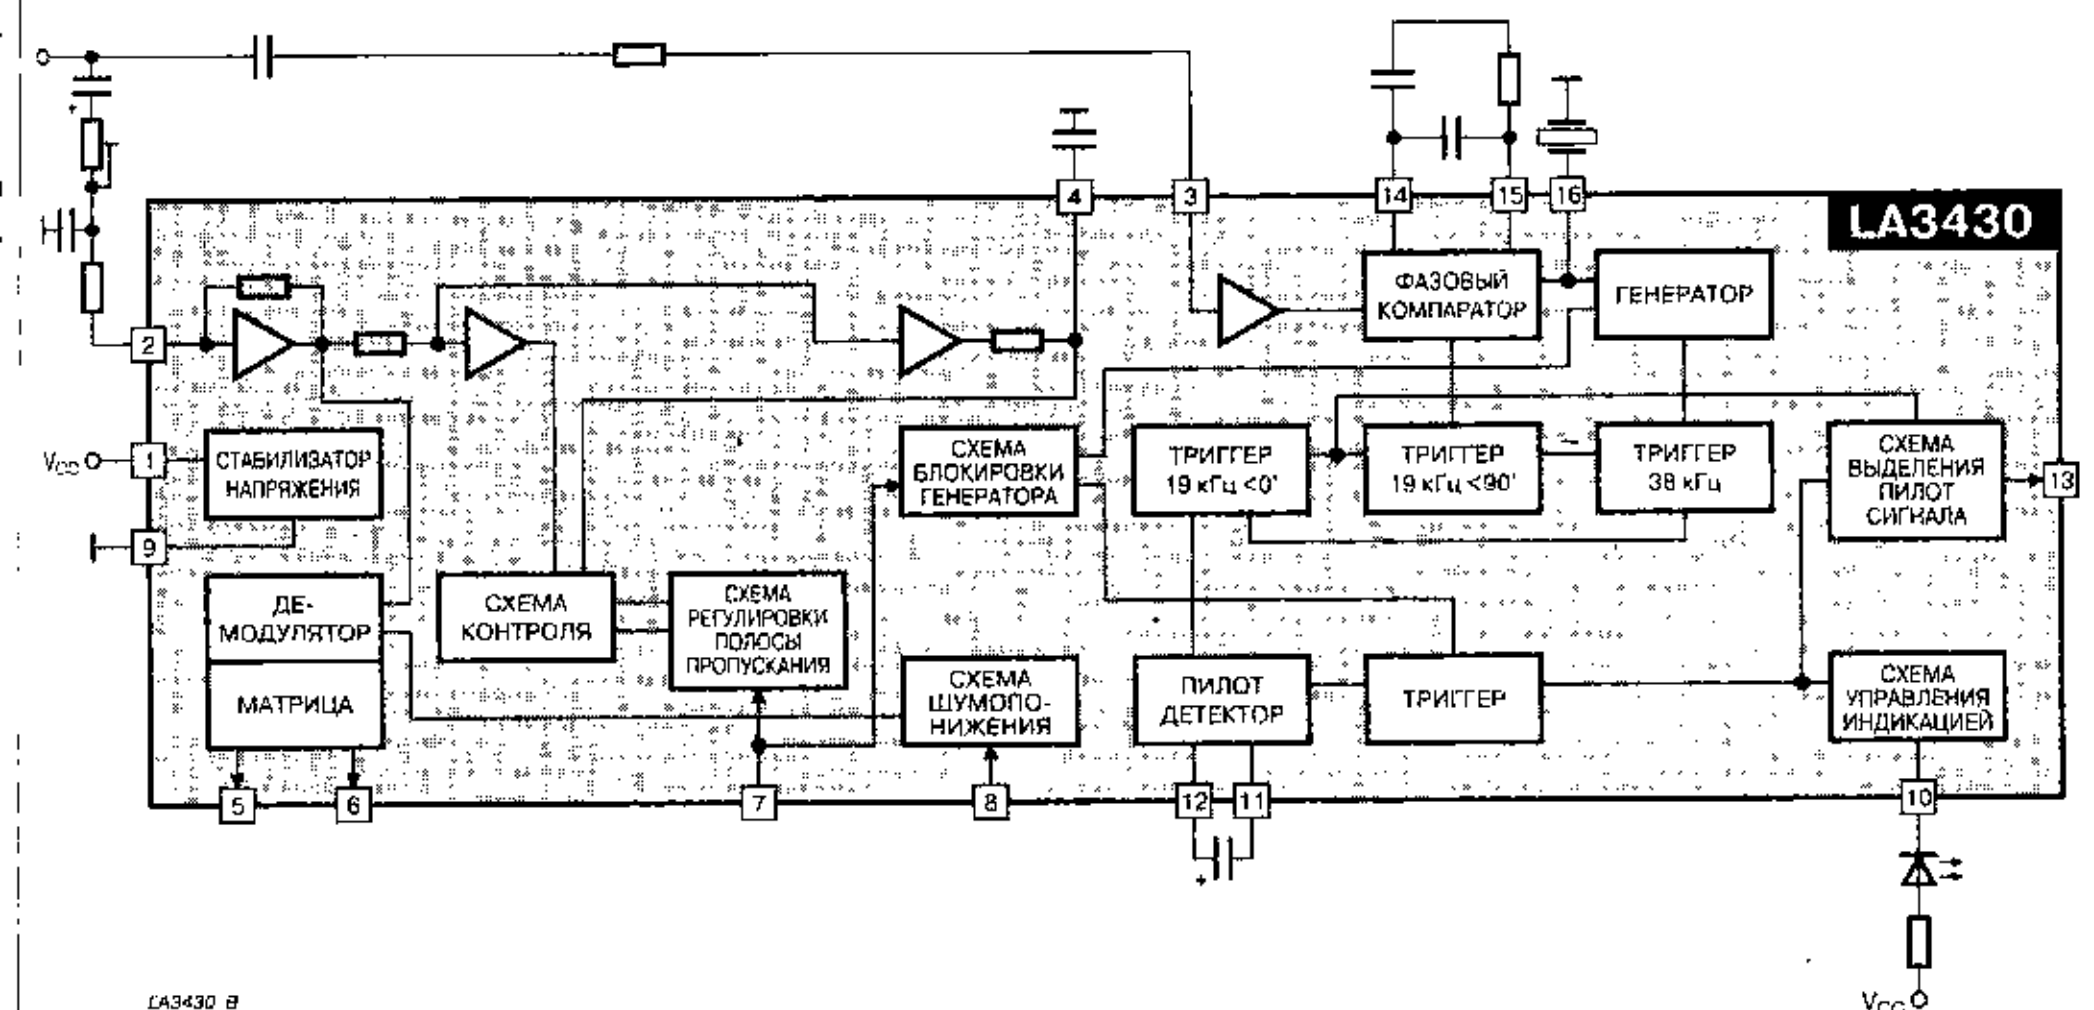 4
3
14
15
16
LA3430
ФАЗОВЫЙ
КОМПАРАТОР
ГЕНЕРАТОР
2
V_CC
1
СТАБИЛИЗАТОР
НАПРЯЖЕНИЯ
СХЕМА
БЛОКИРОВКИ
ГЕНЕРАТОРА
ТРИГГЕР
19 кГц <0'
ТРИГГЕР
19 кГц <90'
ТРИГГЕР
38 кГц
СХЕМА
ВЫДЕЛЕНИЯ
ПИЛОТ
СИГНАЛА
13
9
ДЕ-
МОДУЛЯТОР
МАТРИЦА
СХЕМА
КОНТРОЛЯ
СХЕМА
РЕГУЛИРОВКИ
ПОЛОСЫ
ПРОПУСКАНИЯ
СХЕМА
ШУМОПО-
НИЖЕНИЯ
ПИЛОТ
ДЕТЕКТОР
ТРИГГЕР
СХЕМА
УПРАВЛЕНИЯ
ИНДИКАЦИЕЙ
5
6
7
8
12
11
10
V_CC
LA3430 B